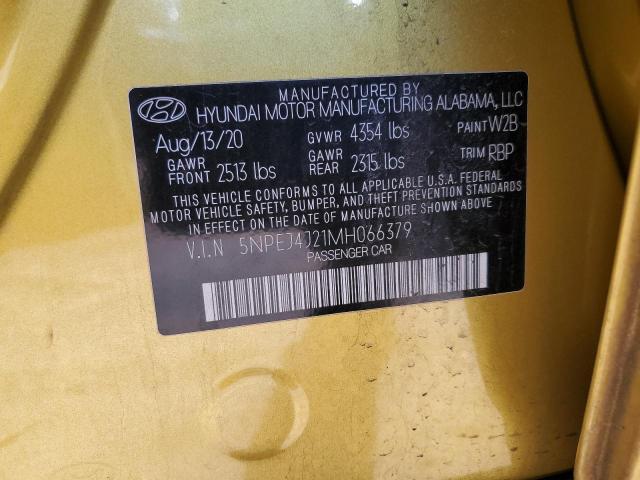 MANUFACTURED BY
HYUNDAI MOTOR MANUFACTURING ALABAMA, LLC
Aug/13/20 GVWR 4354 lbs PAINT W2B
GAWR FRONT 2513 lbs GAWR REAR 2315 lbs TRIM RBP
THIS VEHICLE CONFORMS TO ALL APPLICABLE U.S.A. FEDERAL
MOTOR VEHICLE SAFETY, BUMPER, AND THEFT PREVENTION STANDARDS
IN EFFECT ON THE DATE OF MANUFACTURE SHOWN ABOVE.
V.I.N 5NPEJ4J21MH066379
PASSENGER CAR